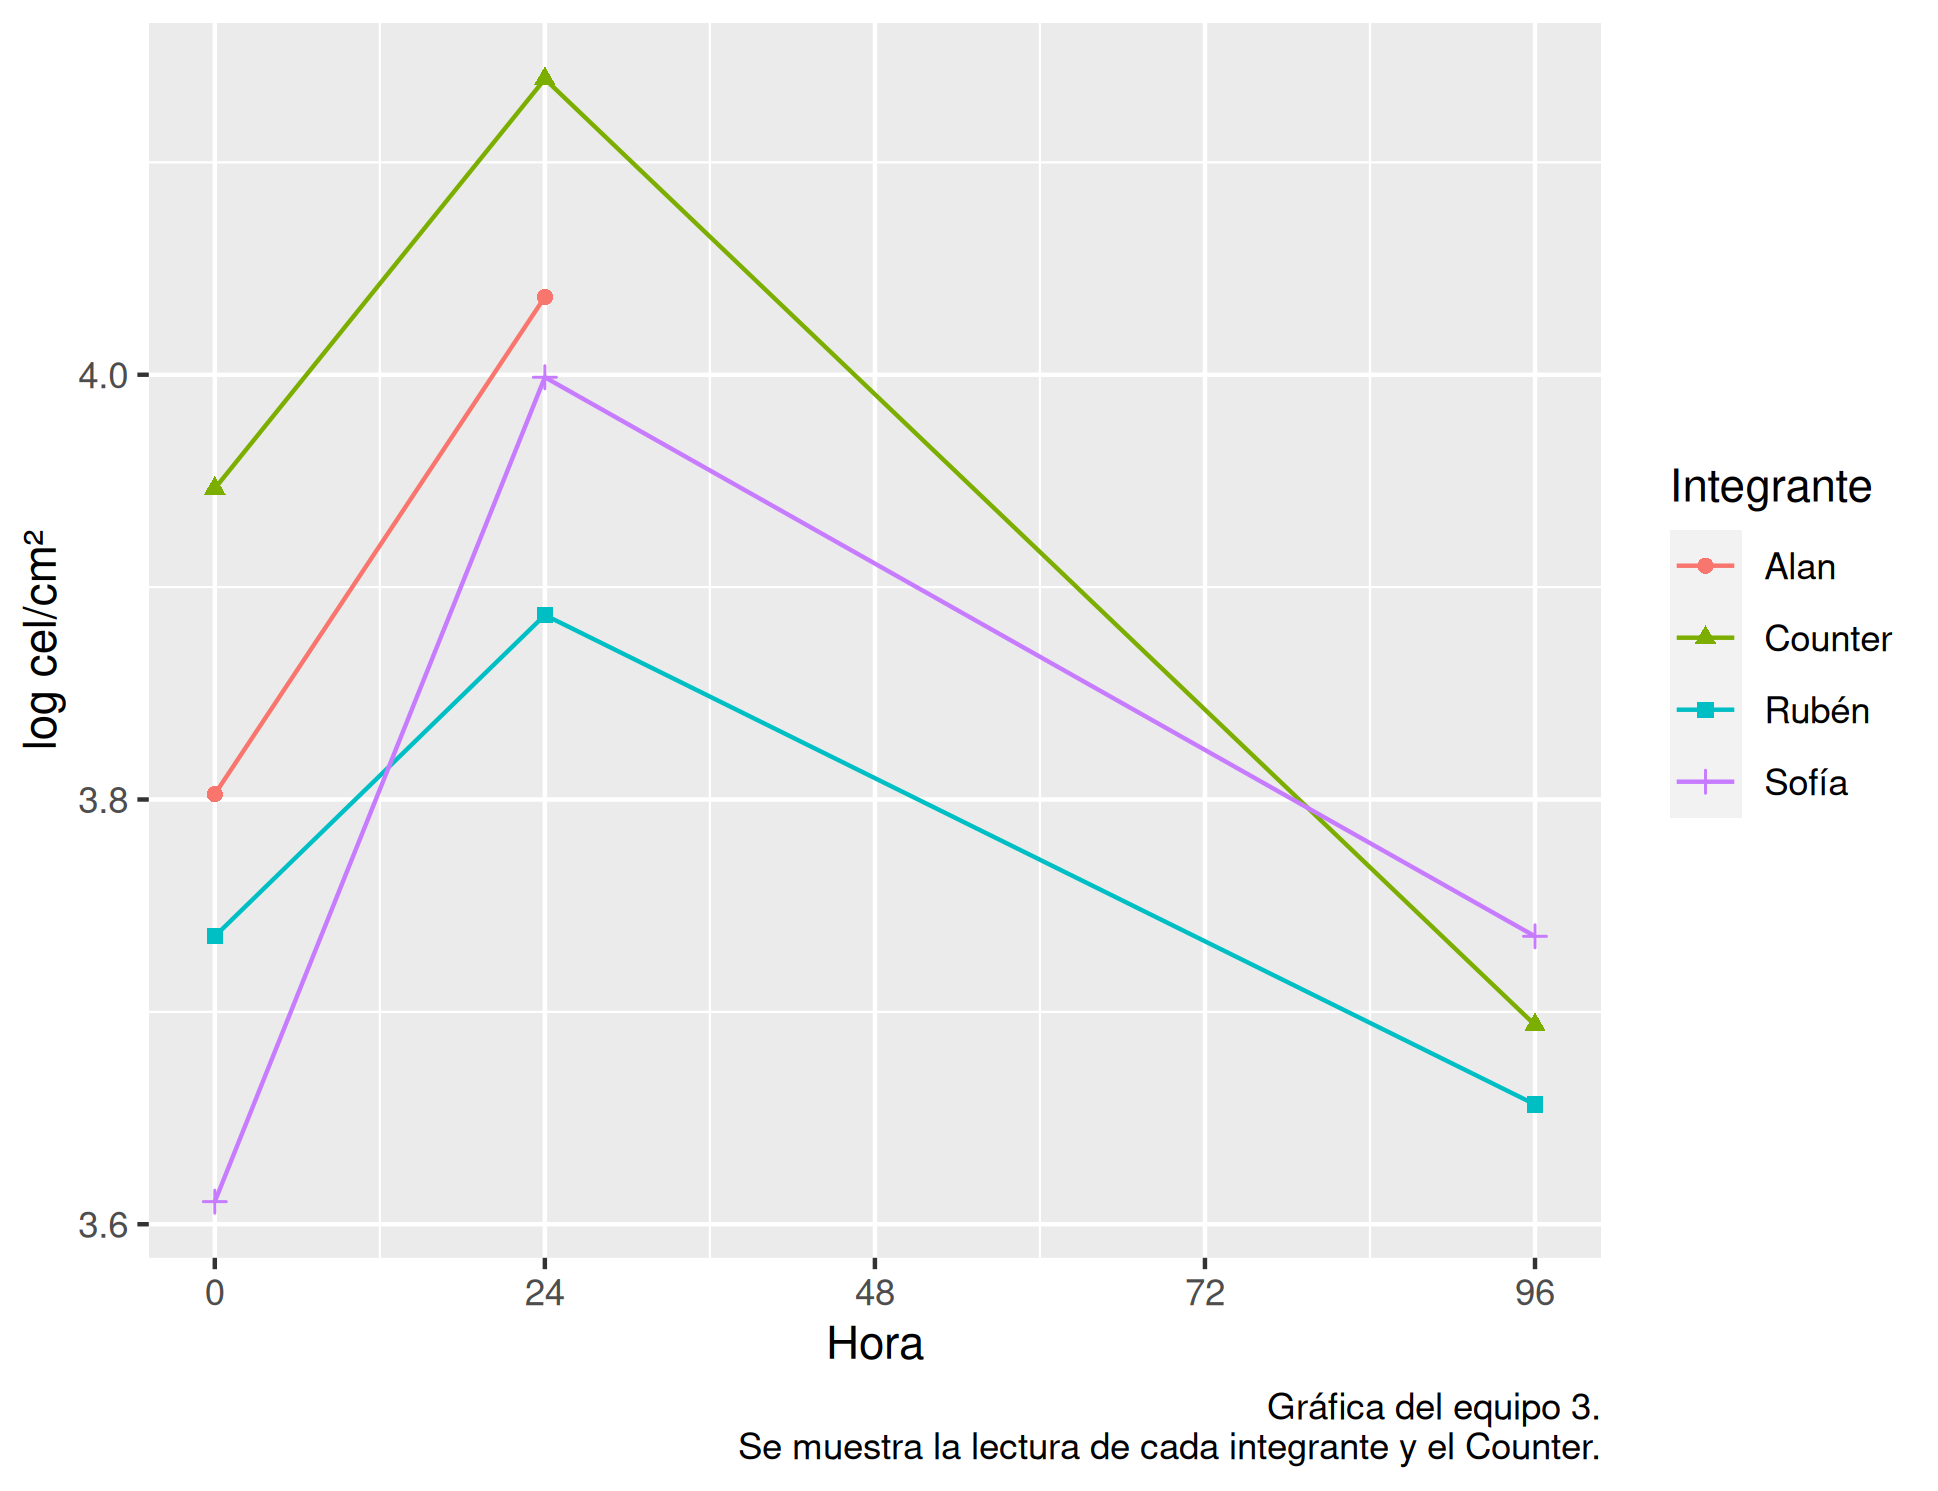 log cel/cm²
4.0
3.8
3.6
0 24 48 72 96
Hora
Integrante
Alan
Counter
Rubén
Sofía
Gráfica del equipo 3.
Se muestra la lectura de cada integrante y el Counter.